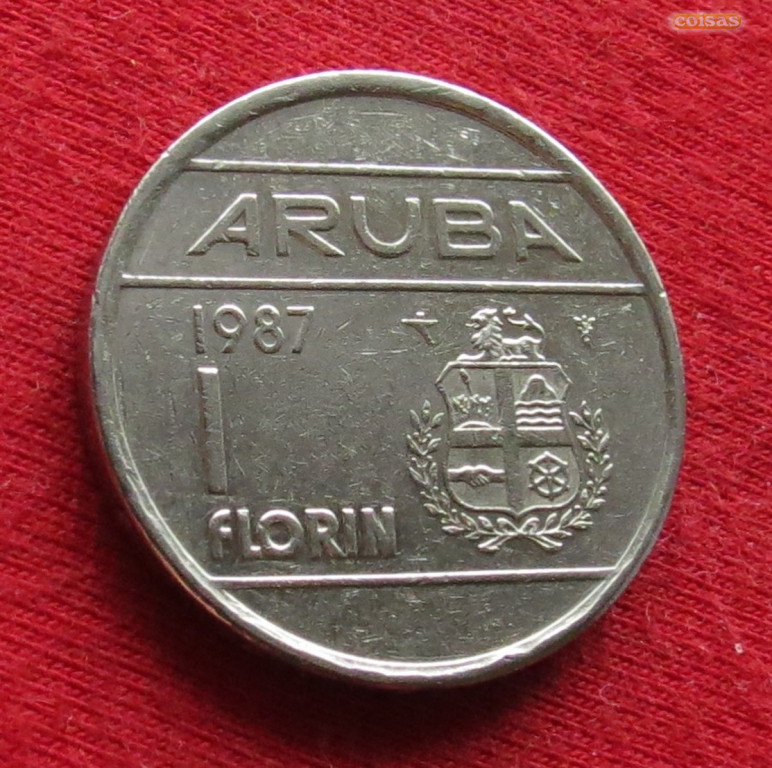 coisas
ARUBA
1987
1
FLORIN